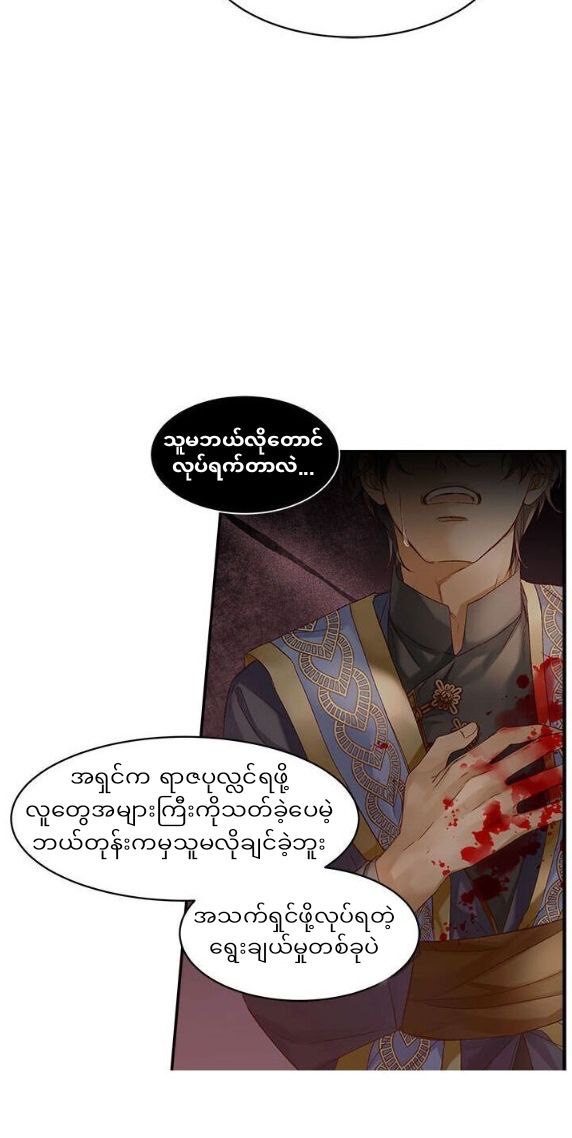 သူမဘယ်လိုတောင်
လုပ်ရက်တာလဲ...
အရှင်က ရာဇပုလ္လင်ရဖို့
လူတွေအများကြီးကိုသတ်ခဲ့ပေမဲ့
ဘယ်တုန်းကမှသူမလိုချင်ခဲ့ဘူး
အသက်ရှင်ဖို့လုပ်ရတဲ့
ရွေးချယ်မှုတစ်ခုပဲ